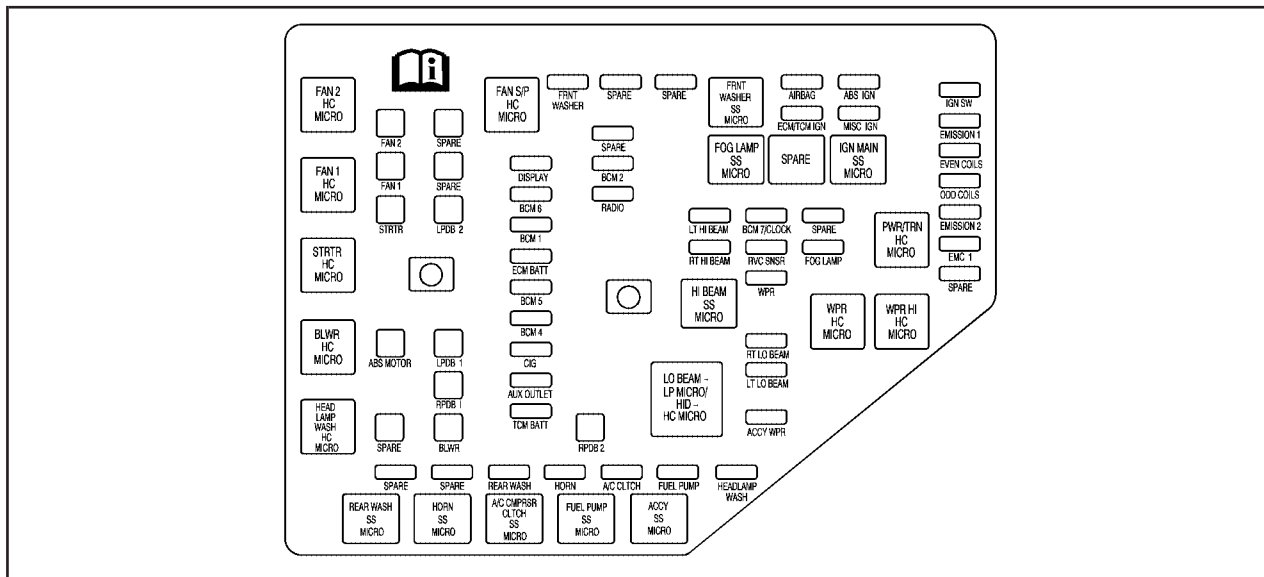 FAN 2
HC
MICRO
i
FAN S/P
HC
MICRO
FRNT
WASHER
SPARE
SPARE
FRNT
WASHER
SS
MICRO
AIRBAG
ABS IGN
ECM/TCM IGN
MISC IGN
IGN SW
EMISSION 1
EVEN COILS
ODD COILS
EMISSION 2
EMC 1
SPARE
FAN 2
SPARE
FAN 1
HC
MICRO
FAN 1
SPARE
STRTR
LPDB 2
SPARE
BCM 2
RADIO
FOG LAMP
SS
MICRO
SPARE
IGN MAIN
SS
MICRO
DISPLAY
BCM 6
BCM 1
ECM BATT
BCM 5
BCM 4
CIG
AUX OUTLET
TCM BATT
LT HI BEAM
BCM 7/CLOCK
SPARE
RT HI BEAM
RVC SNSR
FOG LAMP
WPR
PWR/TRN
HC
MICRO
STRTR
HC
MICRO
HI BEAM
SS
MICRO
WPR
HC
MICRO
WPR HI
HC
MICRO
BLWR
HC
MICRO
ABS MOTOR
LPDB 1
RPDB 1
RT LO BEAM
LT LO BEAM
LO BEAM –
LP MICRO/
HID –
HC MICRO
ACCY WPR
HEAD
LAMP
WASH
HC
MICRO
SPARE
BLWR
RPDB 2
SPARE
SPARE
REAR WASH
HORN
A/C CLTCH
FUEL PUMP
HEADLAMP
WASH
REAR WASH
SS
MICRO
HORN
SS
MICRO
A/C CMPRSR
CLTCH
SS
MICRO
FUEL PUMP
SS
MICRO
ACCY
SS
MICRO